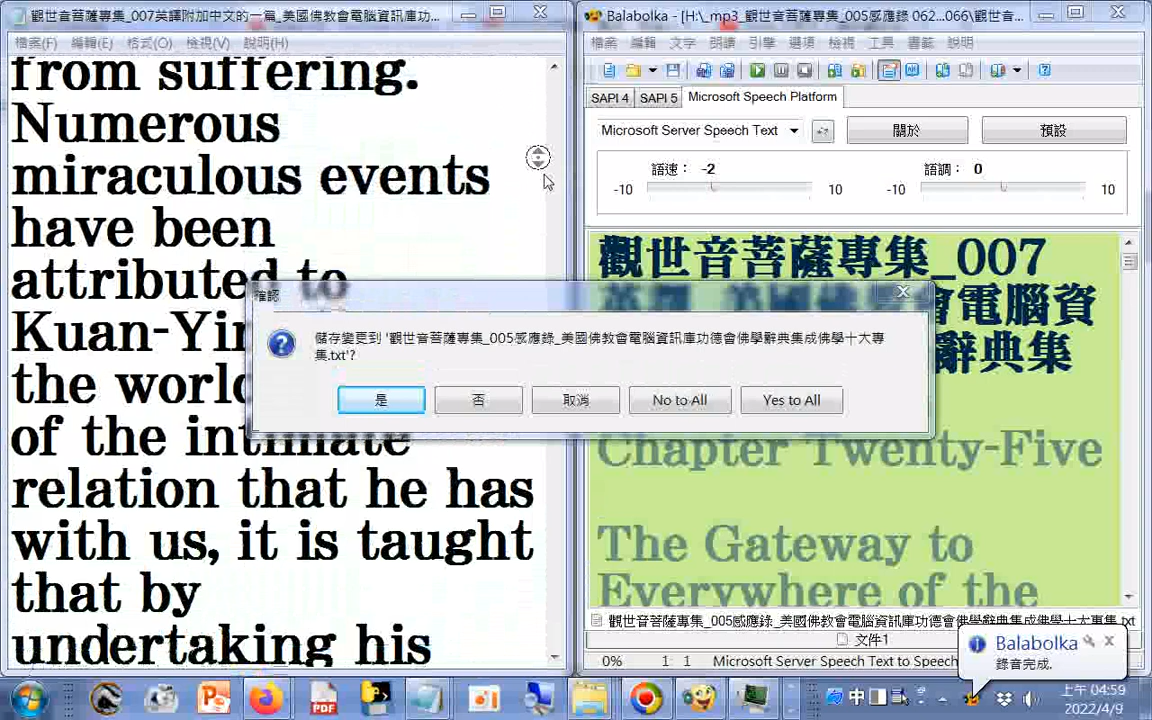 觀世音菩薩專集_007英譯附加中文的一篇_美國佛教會電腦資訊庫功...
檔案(F) 編輯(E) 格式(O) 檢視(V) 說明(H)
from suffering.
Numerous
miraculous events
have been
attributed to
Kuan-Yin
the world
of the intimate
relation that he has
with us, it is taught
that by
undertaking his
Balabolka - [H:\_mp3_觀世音菩薩專集_005感應錄 062...066\觀世音...
檔案 編輯 文字 朗讀 引擎 選項 檢視 工具 書籤 說明
SAPI 4 SAPI 5 Microsoft Speech Platform
Microsoft Server Speech Text 關於 預設
語速： -2 語調： 0
-10 10 -10 10
觀世音菩薩專集_007
會電腦資
辭典集
Chapter Twenty-Five
The Gateway to
Everywhere of the
觀世音菩薩專集_005感應錄_美國佛教會電腦資訊庫功德會佛學辭典集成佛學十大專集.txt
文件1
0% 1: 1 Microsoft Server Speech Text to Speech
確認
儲存變更到 '觀世音菩薩專集_005感應錄_美國佛教會電腦資訊庫功德會佛學辭典集成佛學十大專
集.txt'?
是 否 取消 No to All Yes to All
Balabolka
錄音完成.
PDF
中
上午 04:59
2022/4/9